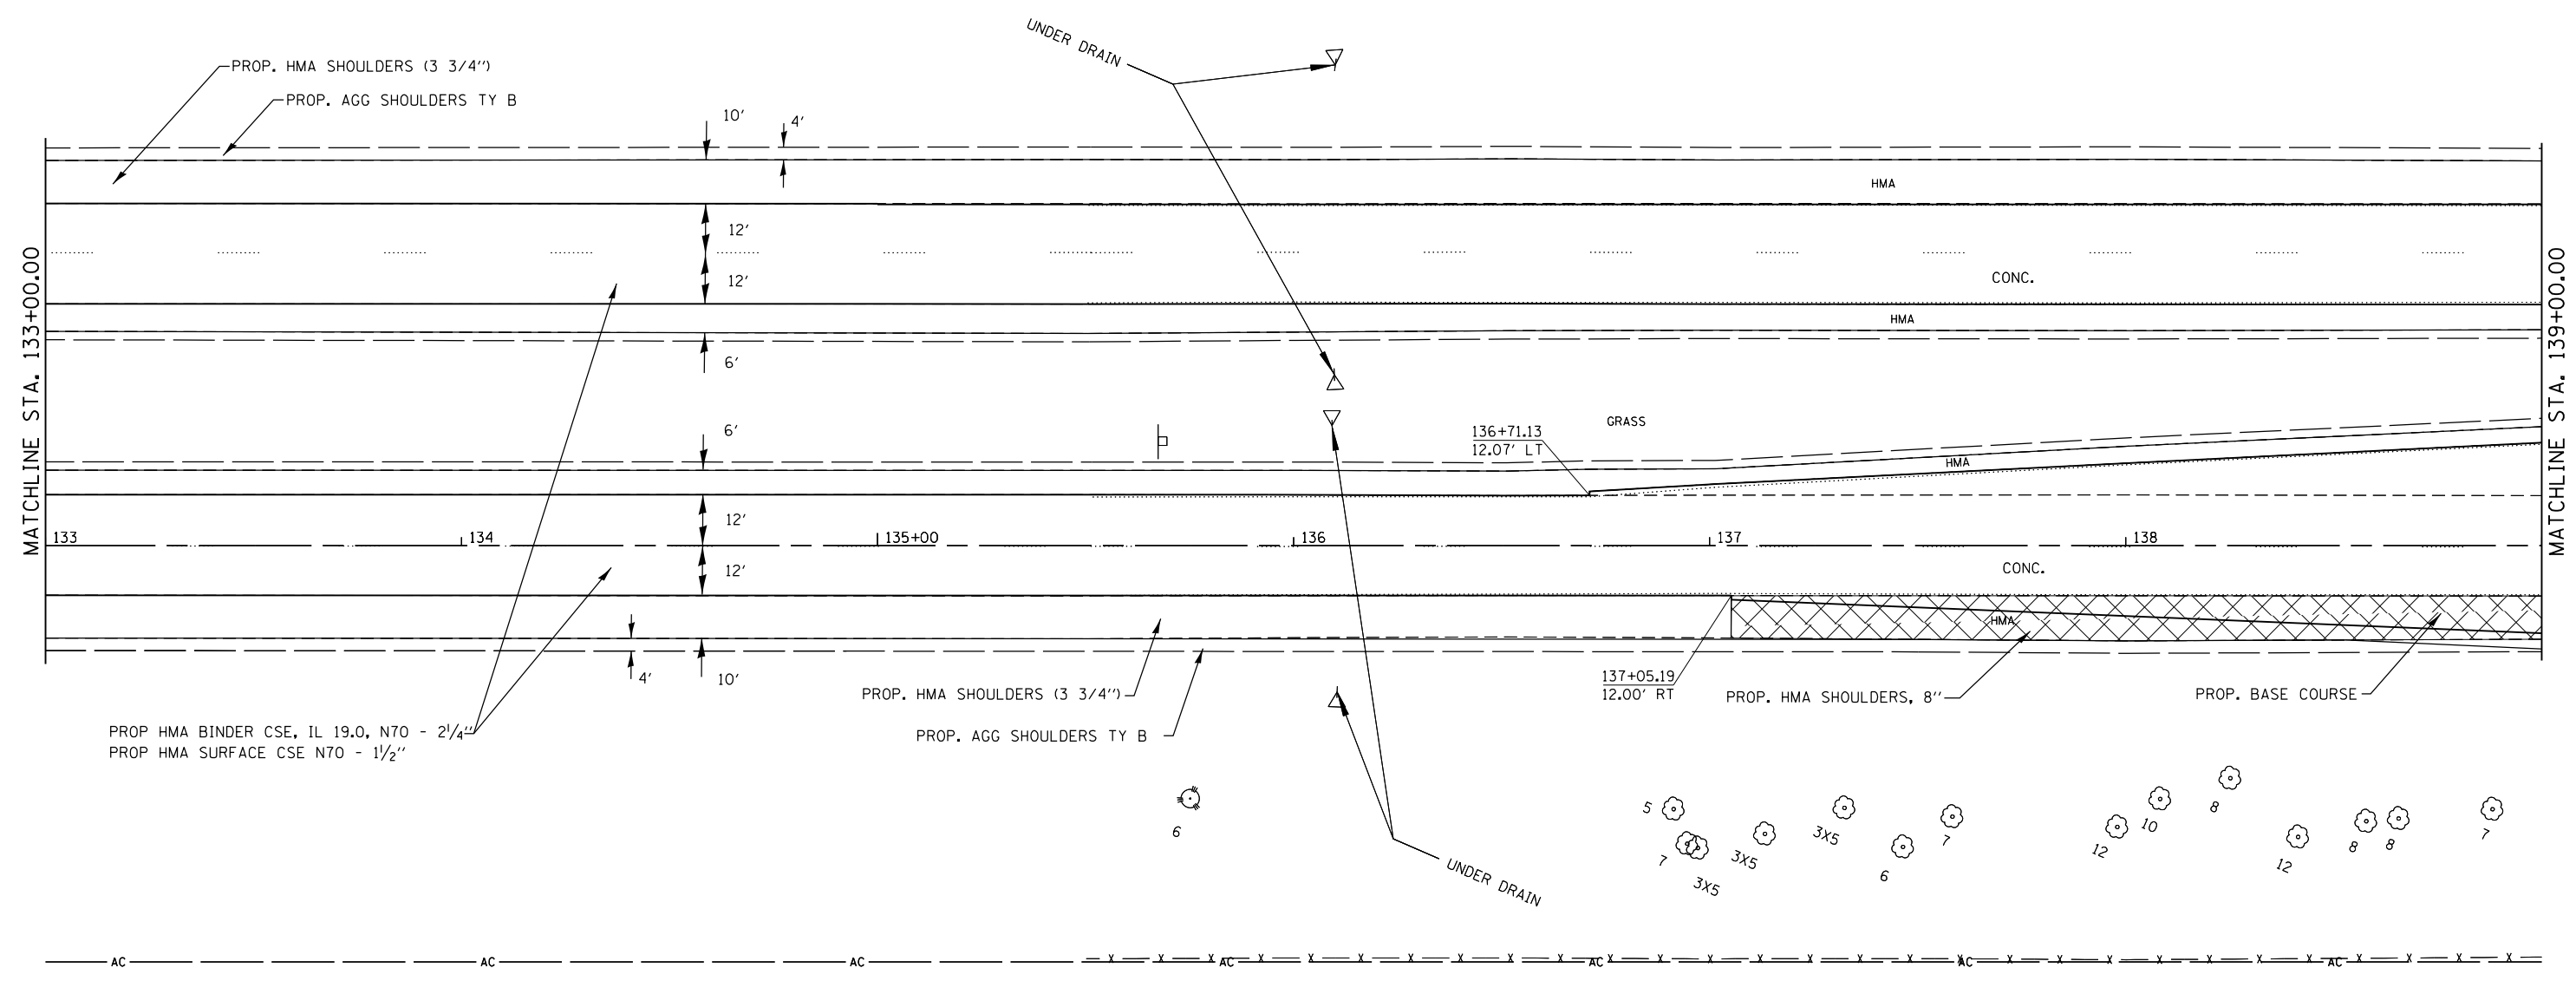 UNDER DRAIN
PROP. HMA SHOULDERS (3 3/4")
PROP. AGG SHOULDERS TY B
10'
4'
HMA
12'
12'
CONC.
HMA
6'
MATCHLINE STA. 133+00.00
MATCHLINE STA. 139+00.00
6'
GRASS
136+71.13
12.07' LT
HMA
12'
133
134
135+00
136
137
138
12'
CONC.
HMA
4'
10'
PROP. HMA SHOULDERS (3 3/4")
137+05.19
12.00' RT
PROP. HMA SHOULDERS, 8"
PROP. BASE COURSE
PROP HMA BINDER CSE, IL 19.0, N70 - 2 1/4"
PROP HMA SURFACE CSE N70 - 1 1/2"
PROP. AGG SHOULDERS TY B
6
5
7
3X5
3X5
3X5
6
7
12
10
8
12
8
8
7
UNDER DRAIN
AC
AC
AC
X X X AC X X X X X X X AC X X X X X X X AC X X X X X X X AC X X X X